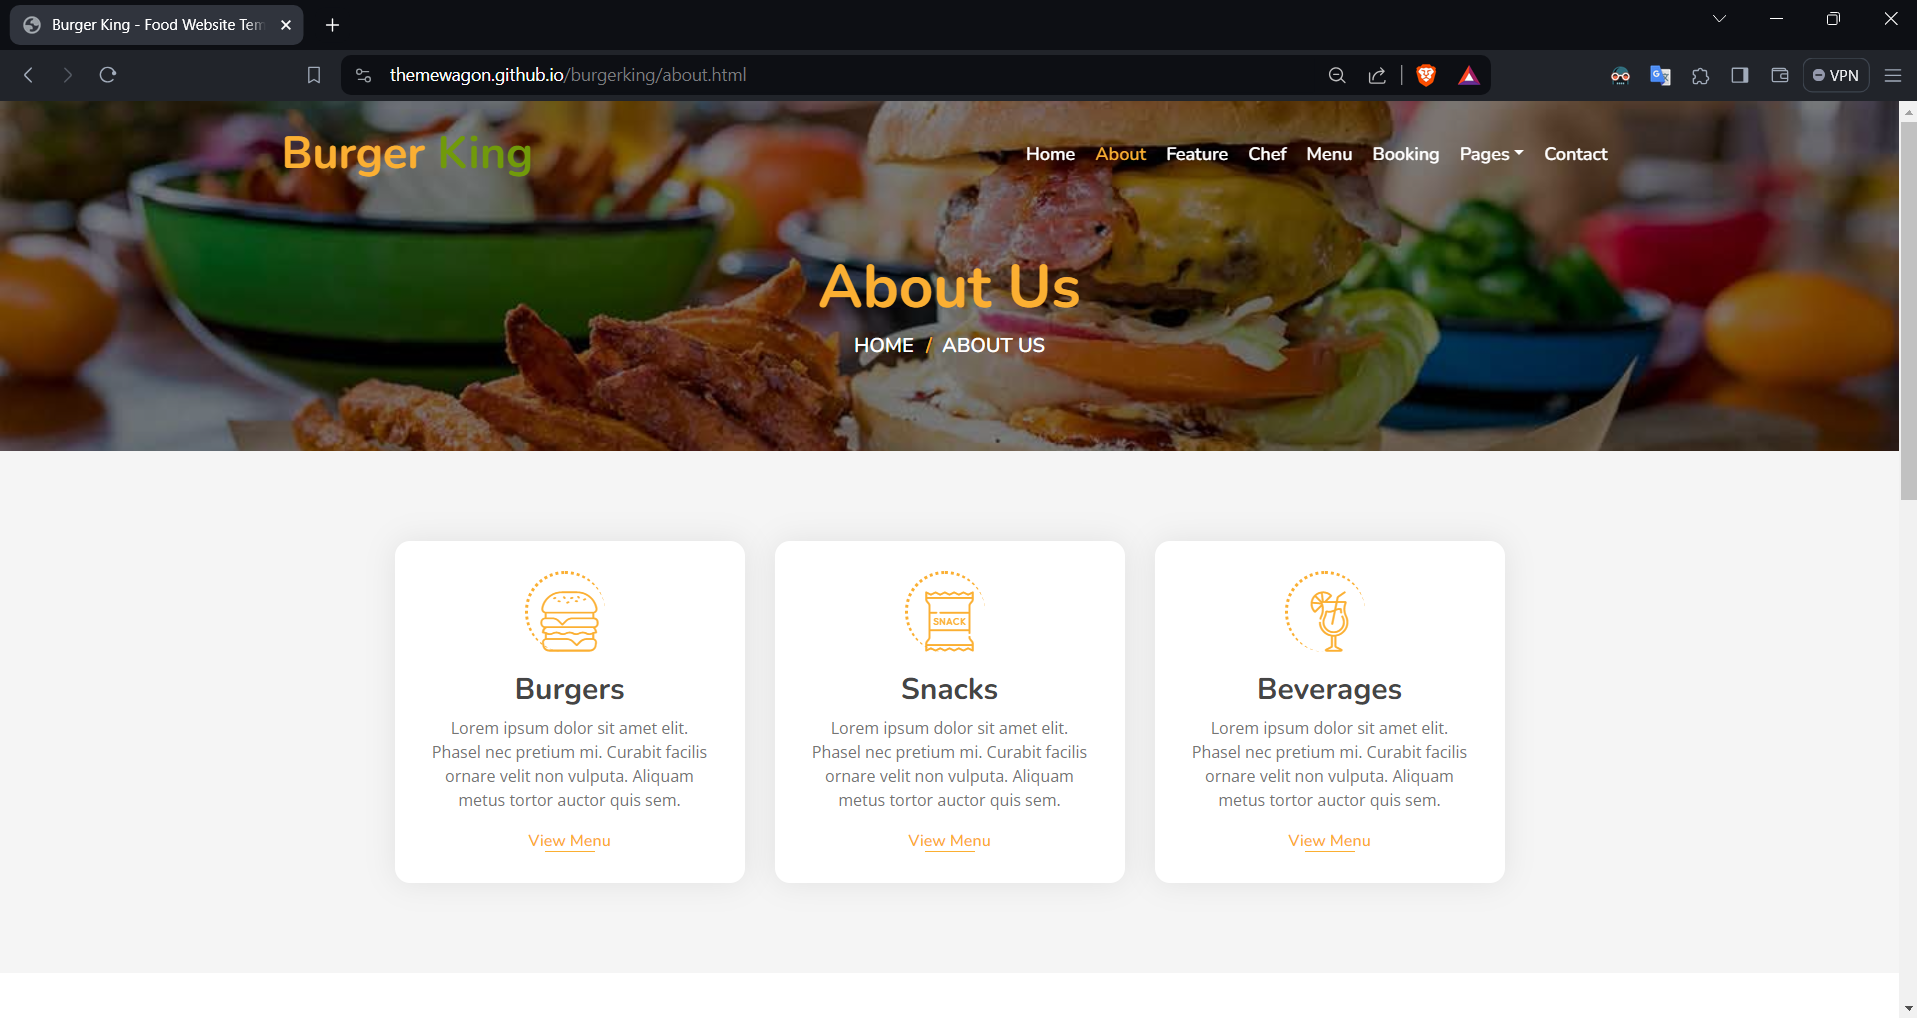 Burger King - Food Website Tem
themewagon.github.io/burgerking/about.html
VPN
Burger King
Home About Feature Chef Menu Booking Pages Contact
About Us
HOME / ABOUT US
SNACK
Burgers
Lorem ipsum dolor sit amet elit.
Phasel nec pretium mi. Curabit facilis
ornare velit non vulputa. Aliquam
metus tortor auctor quis sem.
View Menu
Snacks
Lorem ipsum dolor sit amet elit.
Phasel nec pretium mi. Curabit facilis
ornare velit non vulputa. Aliquam
metus tortor auctor quis sem.
View Menu
Beverages
Lorem ipsum dolor sit amet elit.
Phasel nec pretium mi. Curabit facilis
ornare velit non vulputa. Aliquam
metus tortor auctor quis sem.
View Menu